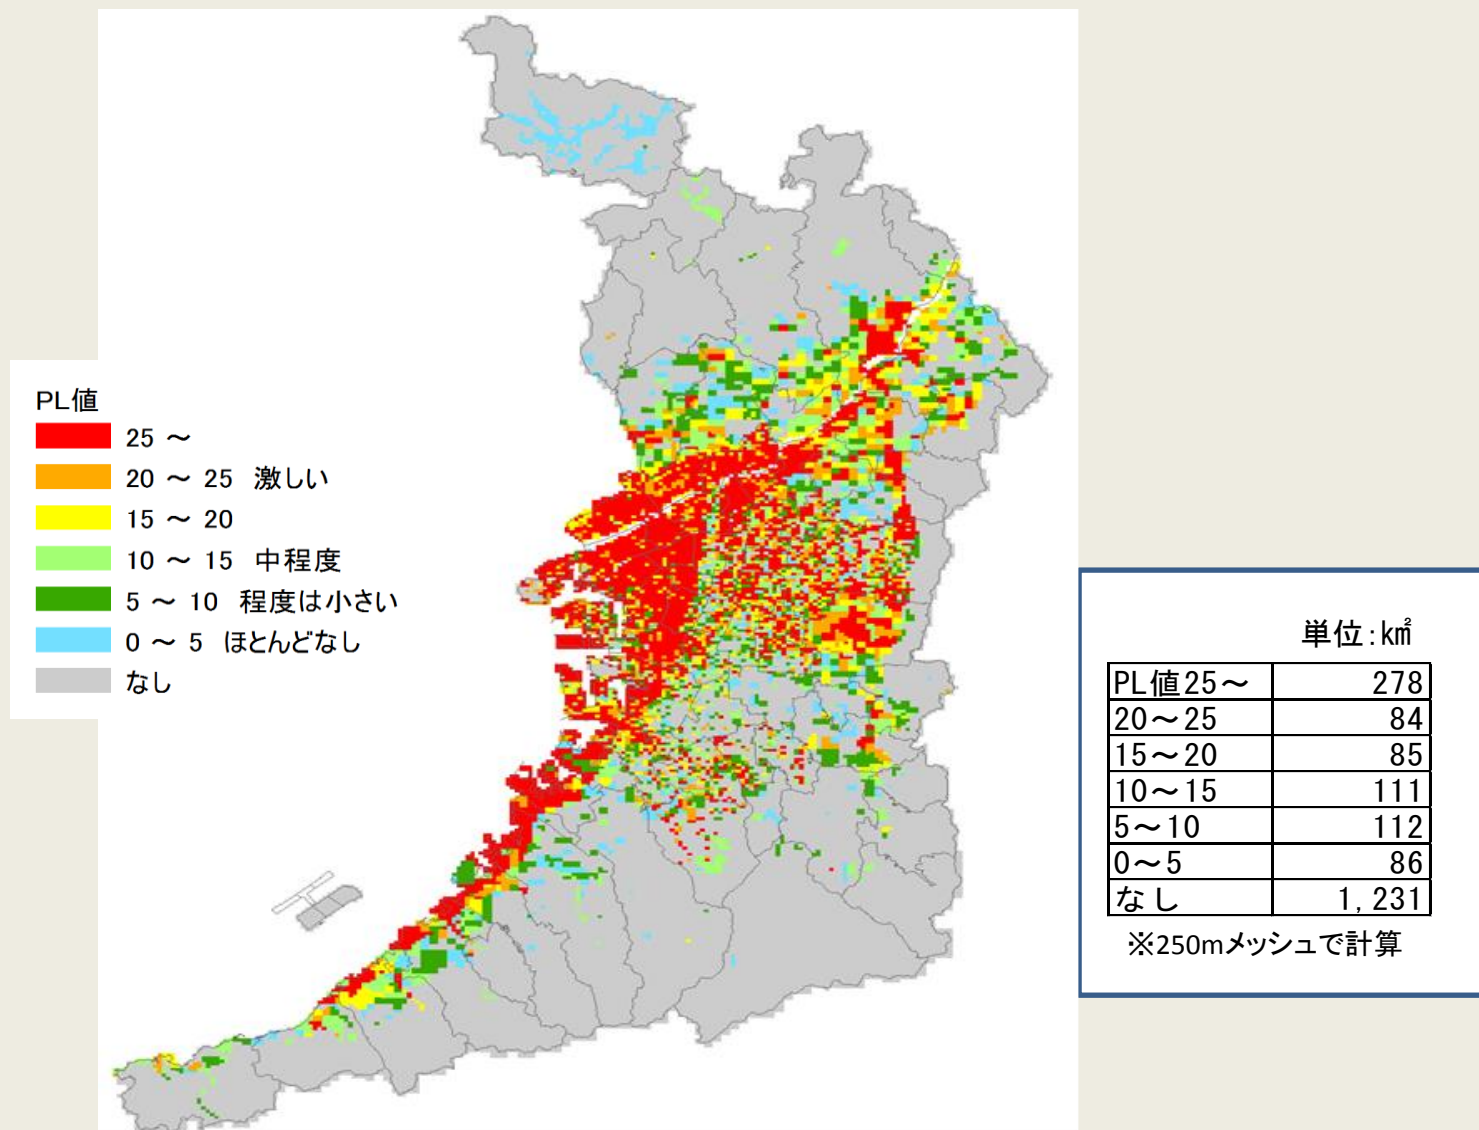 PL値
25 ～
20 ～ 25 激しい
15 ～ 20
10 ～ 15 中程度
5 ～ 10 程度は小さい
0 ～ 5 ほとんどなし
なし
単位:k㎡
PL値25～ 278
20～25 84
15～20 85
10～15 111
5～10 112
0～5 86
なし 1,231
※250mメッシュで計算